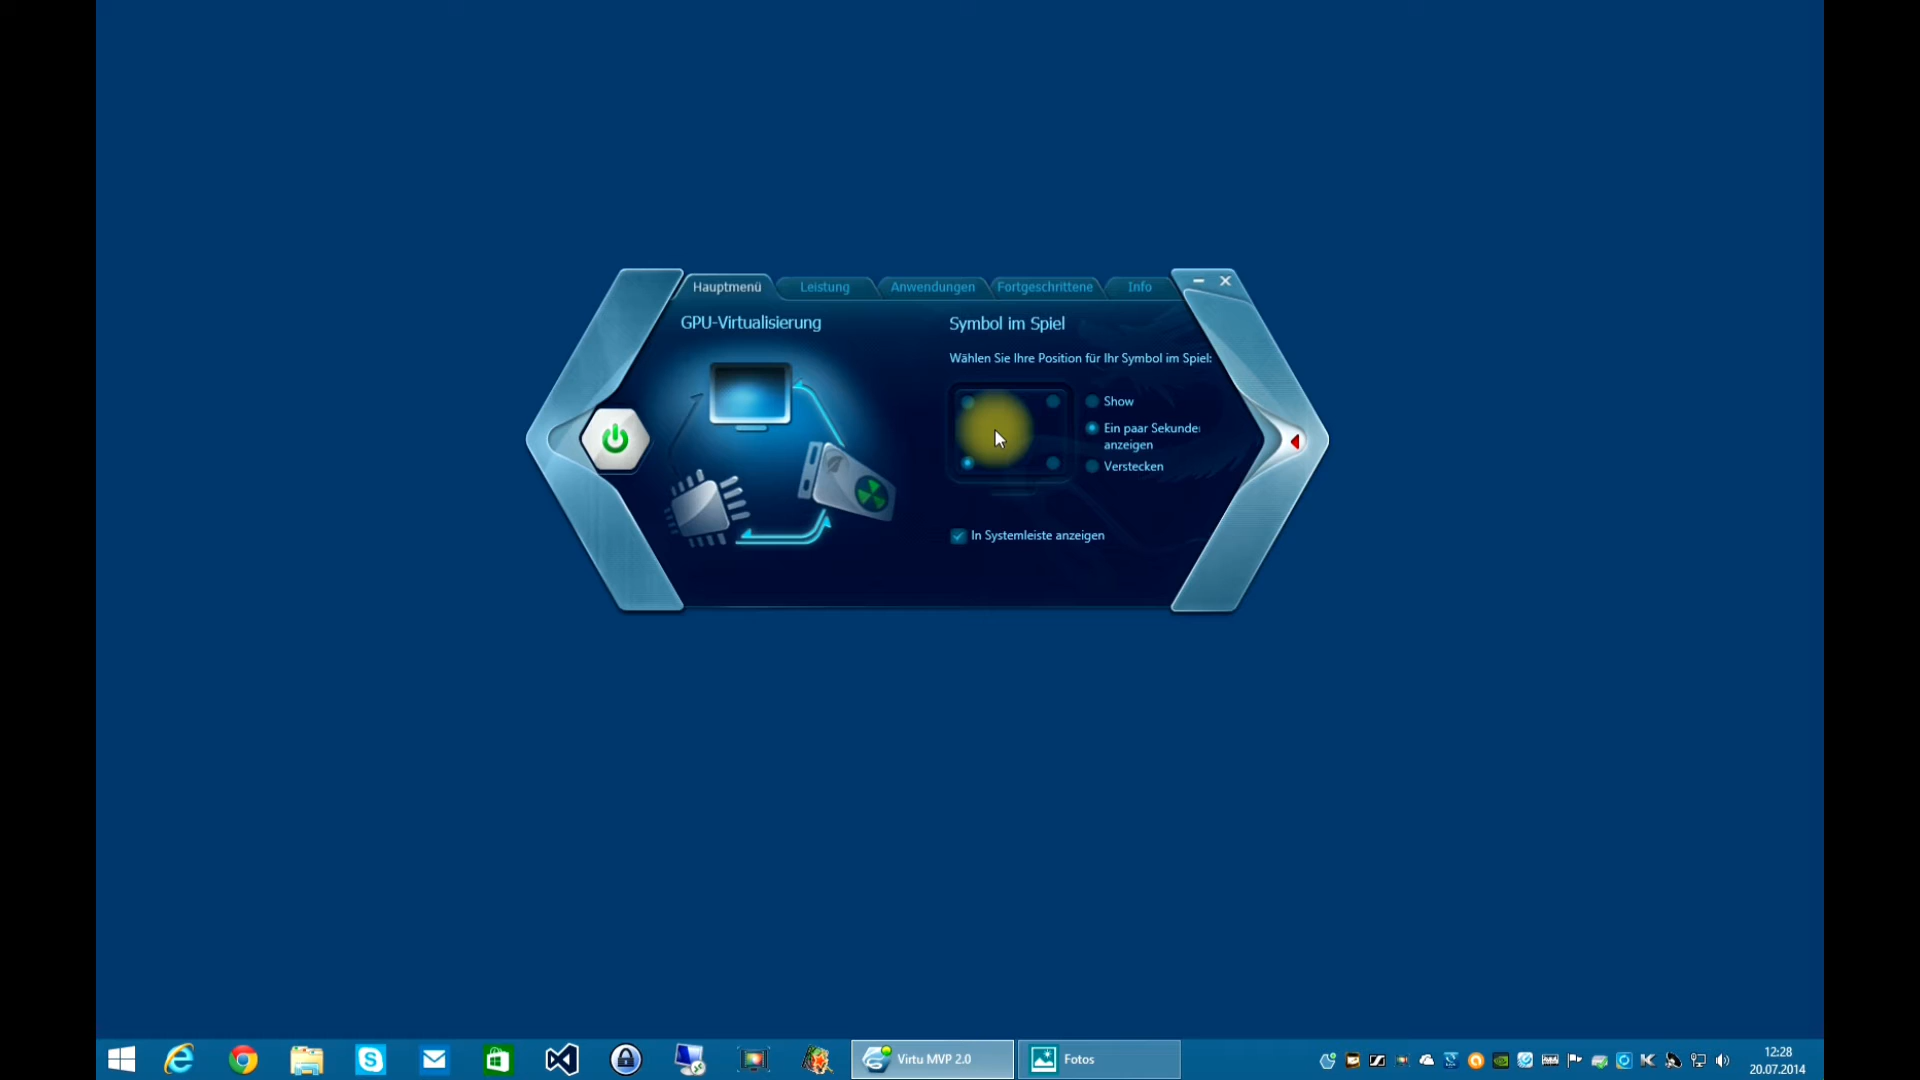 Hauptmenü Leistung Anwendungen Fortgeschrittene Info
GPU-Virtualisierung
Symbol im Spiel
Wählen Sie Ihre Position für Ihr Symbol im Spiel:
Show
Ein paar Sekunde
anzeigen
Verstecken
In Systemleiste anzeigen
Virtu MVP 2.0
Fotos
12:28
20.07.2014